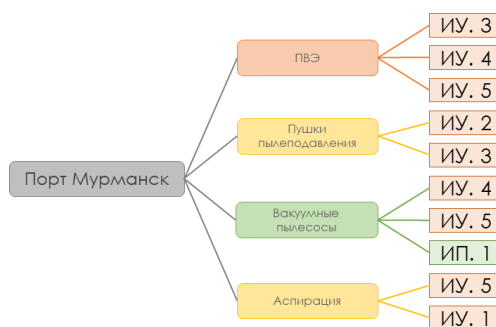 ИУ. 3
ПВЭ
ИУ. 4
ИУ. 5
Пушки
пылеподавления
ИУ. 2
ИУ. 3
Порт Мурманск
Вакуумные
пылесосы
ИУ. 4
ИУ. 5
ИП. 1
Аспирация
ИУ. 5
ИУ. 1